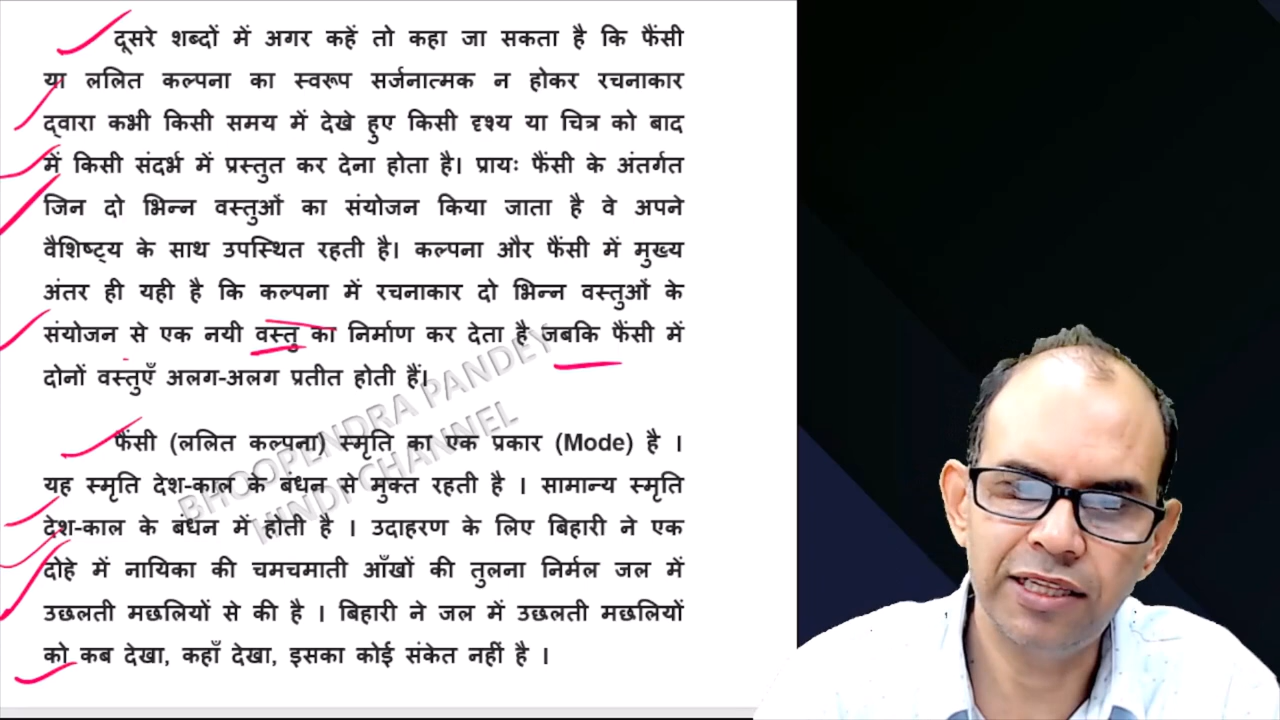 दूसरे शब्दों में अगर कहें तो कहा जा सकता है कि फैंसी
या ललित कल्पना का स्वरूप सर्जनात्मक न होकर रचनाकार
द्वारा कभी किसी समय में देखे हुए किसी दृश्य या चित्र को बाद
में किसी संदर्भ में प्रस्तुत कर देना होता है। प्रायः फैंसी के अंतर्गत
जिन दो भिन्न वस्तुओं का संयोजन किया जाता है वे अपने
वैशिष्ट्य के साथ उपस्थित रहती है। कल्पना और फैंसी में मुख्य
अंतर ही यही है कि कल्पना में रचनाकार दो भिन्न वस्तुओं के
संयोजन से एक नयी वस्तु का निर्माण कर देता है जबकि फैंसी में
दोनों वस्तुएँ अलग-अलग प्रतीत होती हैं।
फैंसी (ललित कल्पना) स्मृति का एक प्रकार (Mode) है ।
यह स्मृति देश-काल के बंधन से मुक्त रहती है । सामान्य स्मृति
देश-काल के बंधन में होती है । उदाहरण के लिए बिहारी ने एक
दोहे में नायिका की चमचमाती आँखों की तुलना निर्मल जल में
उछलती मछलियों से की है । बिहारी ने जल में उछलती मछलियों
को कब देखा, कहाँ देखा, इसका कोई संकेत नहीं है ।
BHOOPENDRA PANDEY
HINDI CHANNEL